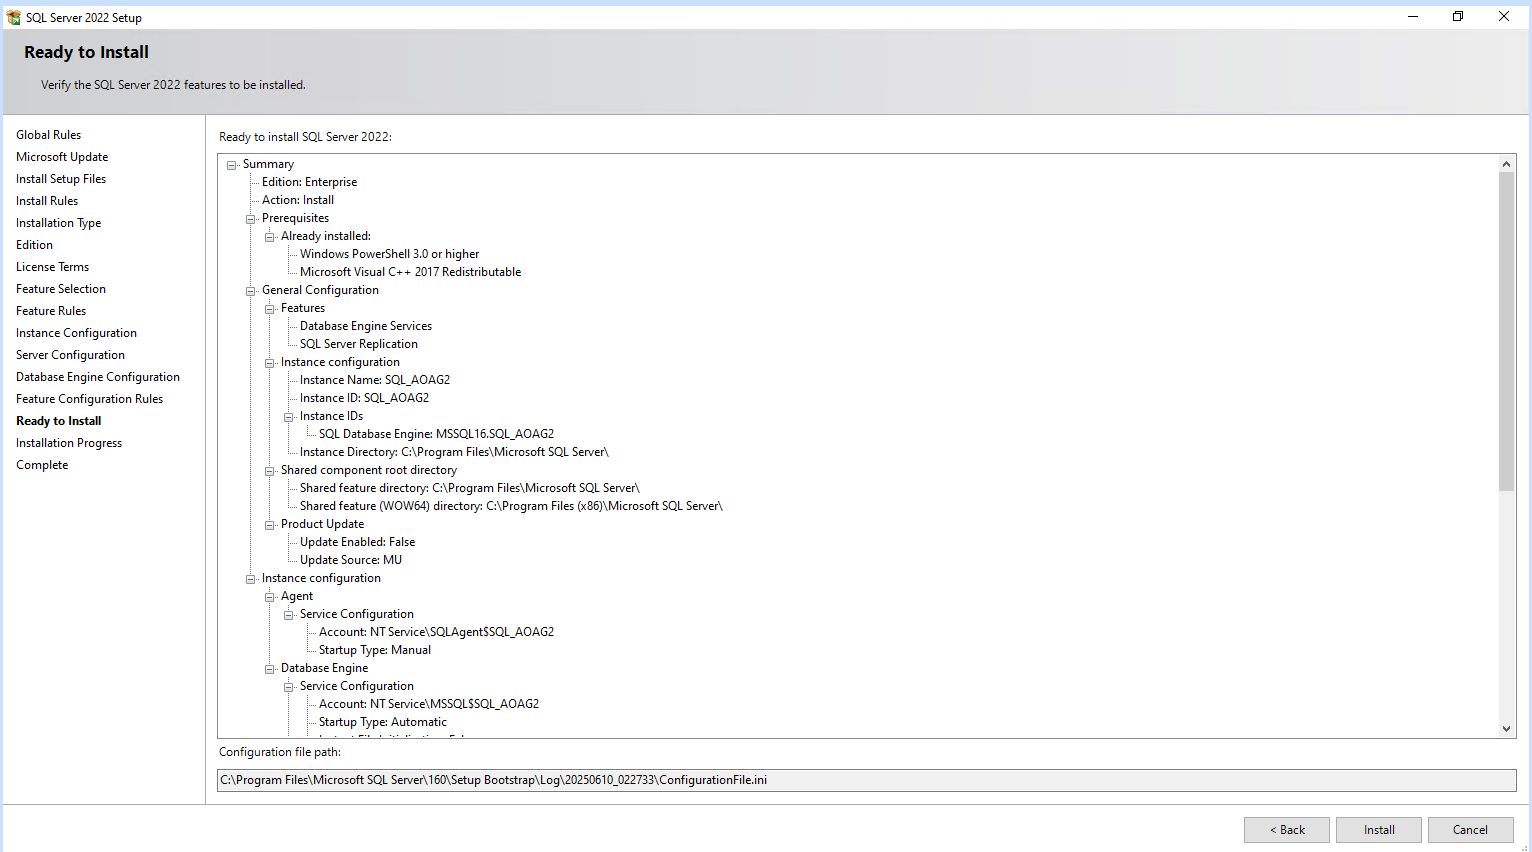 SQL Server 2022 Setup
Ready to Install
Verify the SQL Server 2022 features to be installed.
Global Rules
Microsoft Update
Install Setup Files
Install Rules
Installation Type
Edition
License Terms
Feature Selection
Feature Rules
Instance Configuration
Server Configuration
Database Engine Configuration
Feature Configuration Rules
Ready to Install
Installation Progress
Complete
Ready to install SQL Server 2022:
Summary
Edition: Enterprise
Action: Install
Prerequisites
Already installed:
Windows PowerShell 3.0 or higher
Microsoft Visual C++ 2017 Redistributable
General Configuration
Features
Database Engine Services
SQL Server Replication
Instance configuration
Instance Name: SQL_AOAG2
Instance ID: SQL_AOAG2
Instance IDs
SQL Database Engine: MSSQL16.SQL_AOAG2
Instance Directory: C:\Program Files\Microsoft SQL Server\
Shared component root directory
Shared feature directory: C:\Program Files\Microsoft SQL Server\
Shared feature (WOW64) directory: C:\Program Files (x86)\Microsoft SQL Server\
Product Update
Update Enabled: False
Update Source: MU
Instance configuration
Agent
Service Configuration
Account: NT Service\SQLAgent$SQL_AOAG2
Startup Type: Manual
Database Engine
Service Configuration
Account: NT Service\MSSQL$SQL_AOAG2
Startup Type: Automatic
Configuration file path:
C:\Program Files\Microsoft SQL Server\160\Setup Bootstrap\Log\20250610_022733\ConfigurationFile.ini
< Back
Install
Cancel